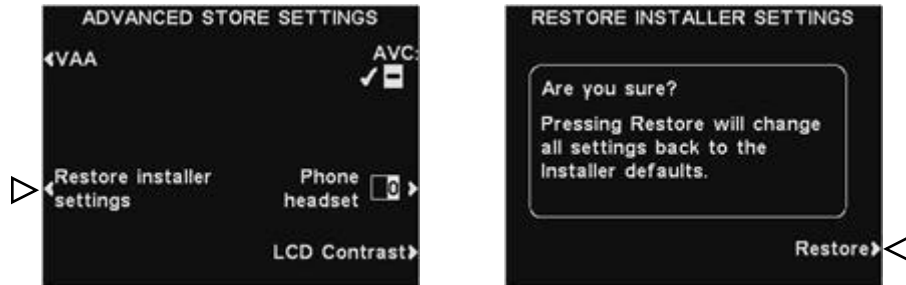 ADVANCED STORE SETTINGS
VAA
AVC:
Restore installer
settings
Phone
headset
0
LCD Contrast
RESTORE INSTALLER SETTINGS
Are you sure?
Pressing Restore will change
all settings back to the
Installer defaults.
Restore